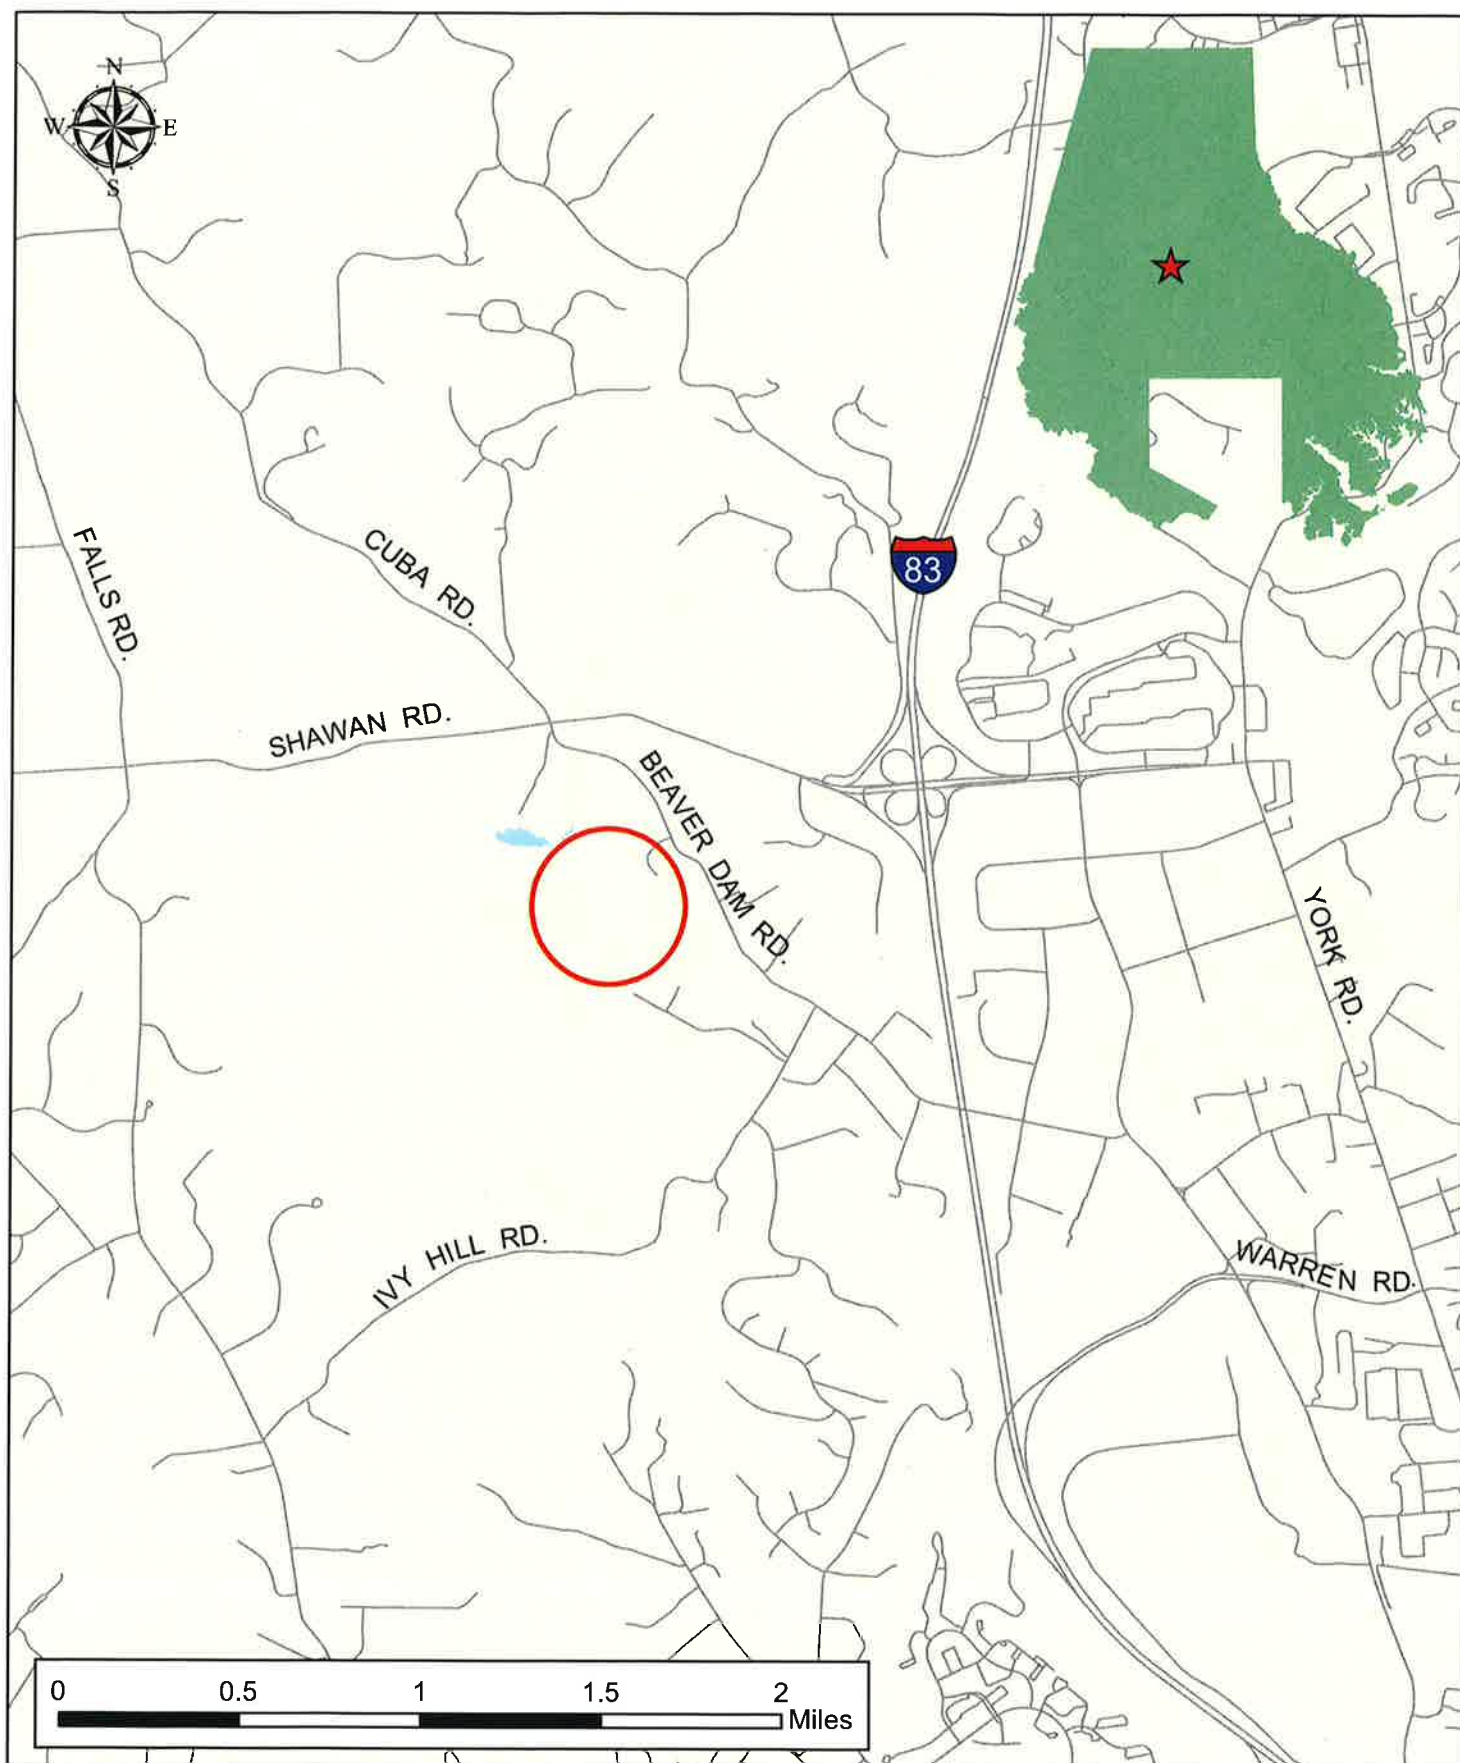 N
W E
S
83
FALLS RD.
CUBA RD.
SHAWAN RD.
BEAVER DAM RD.
YORK RD.
IVY HILL RD.
WARREN RD.
0 0.5 1 1.5 2
Miles